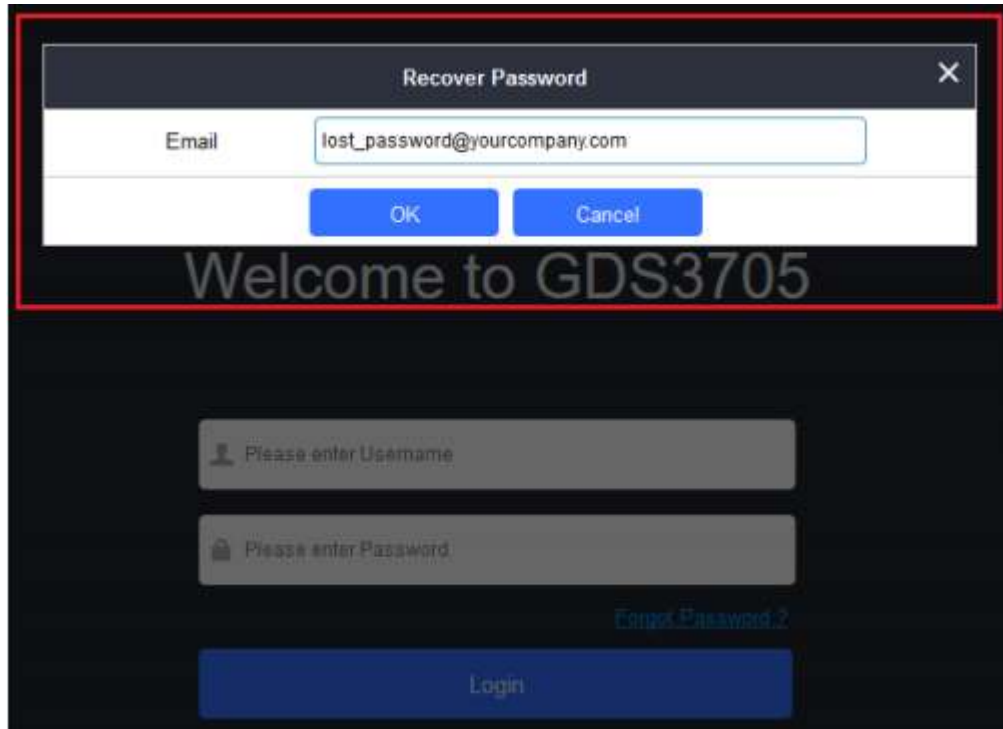 Recover Password
Email
lost_password@yourcompany.com
OK
Cancel
Welcome to GDS3705
Please enter Username
Please enter Password
Forgot Password ?
Login